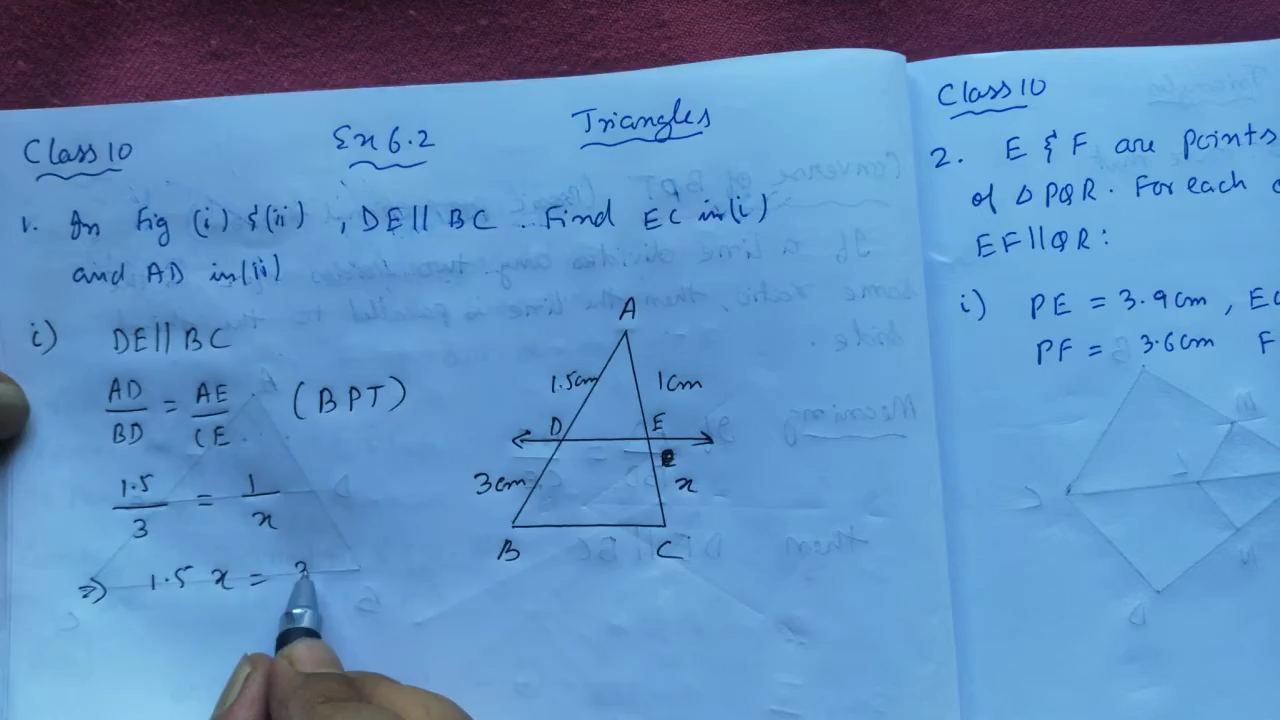 Class 10 Ex 6.2 Triangles
1. In Fig (i) & (ii) , DE || BC . Find EC in (i)
and AD in (ii)
i) DE || BC
AD/BD = AE/CE (BPT)
1.5/3 = 1/x
⇒ 1.5 x = 3
A
1.5cm 1cm
D E
3cm x
B C
Class 10
2. E & F are points
of △ PQR. For each
EF || QR :
i) PE = 3.9cm ,
PF = 3.6cm F